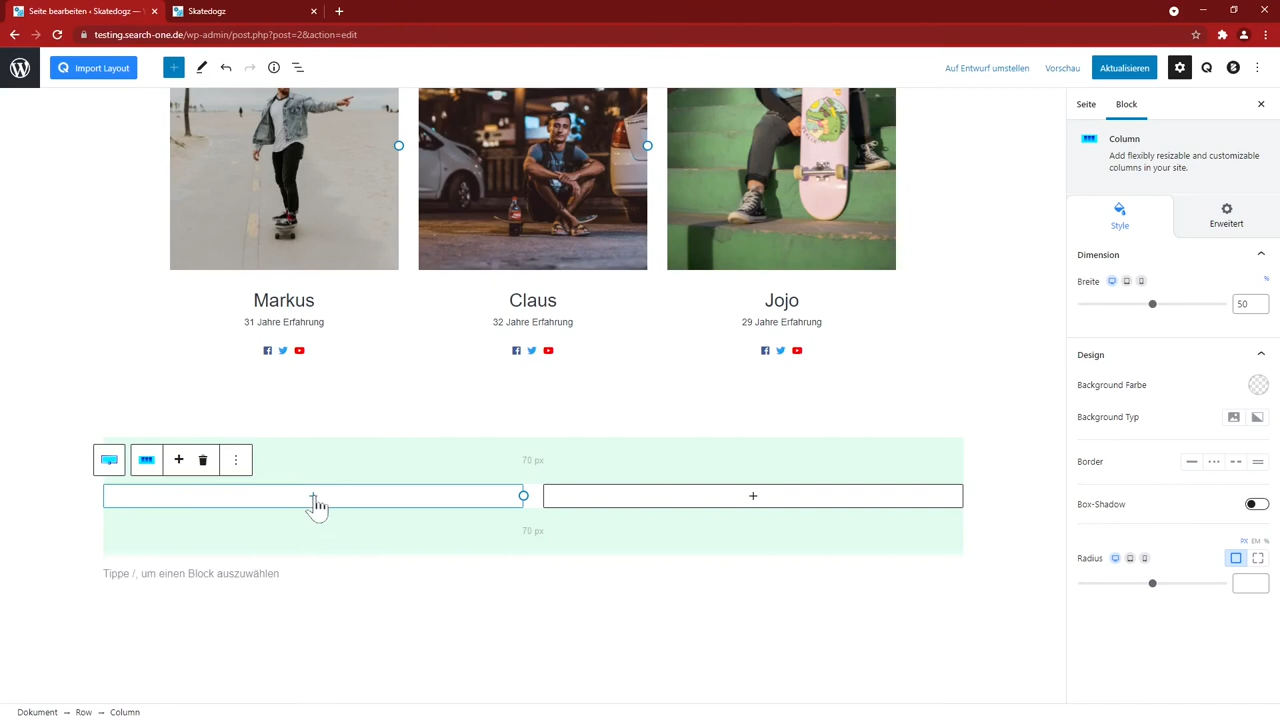 Seite bearbeiten ‹ Skatedogz —
Skatedogz
testing.search-one.de/wp-admin/post.php?post=2&action=edit
Import Layout
Auf Entwurf umstellen
Vorschau
Aktualisieren
Seite
Block
Column
Add flexibly resizable and customizable
columns in your site.
Style
Erweitert
Dimension
Breite
%
50
Design
Background Farbe
Background Typ
Border
Box-Shadow
PX EM %
Radius
Markus
31 Jahre Erfahrung
Claus
32 Jahre Erfahrung
Jojo
29 Jahre Erfahrung
70 px
70 px
Tippe /, um einen Block auszuwählen
Dokument → Row → Column